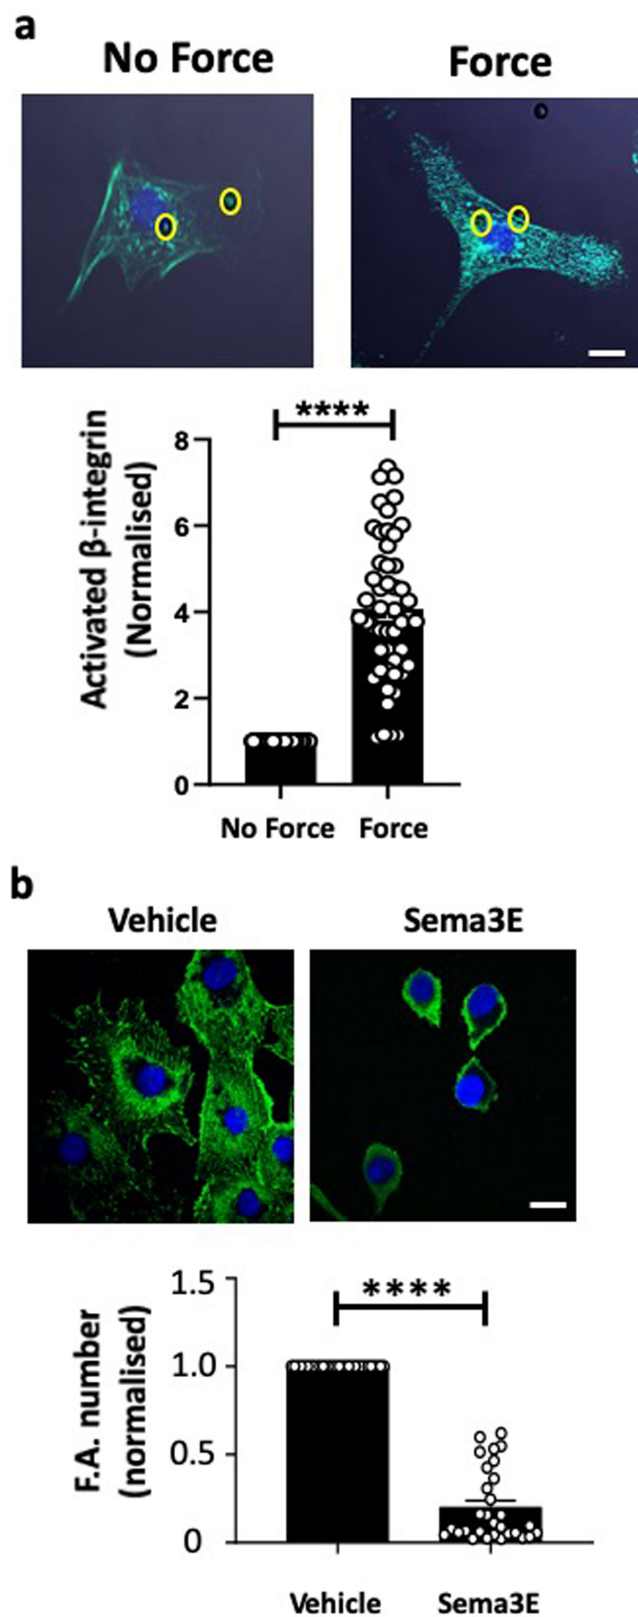 a
No Force Force
****
Activated β-integrin
(Normalised)
8
6
4
2
0
No Force Force
b
Vehicle Sema3E
****
F.A. number
(normalised)
1.5
1.0
0.5
0
Vehicle Sema3E